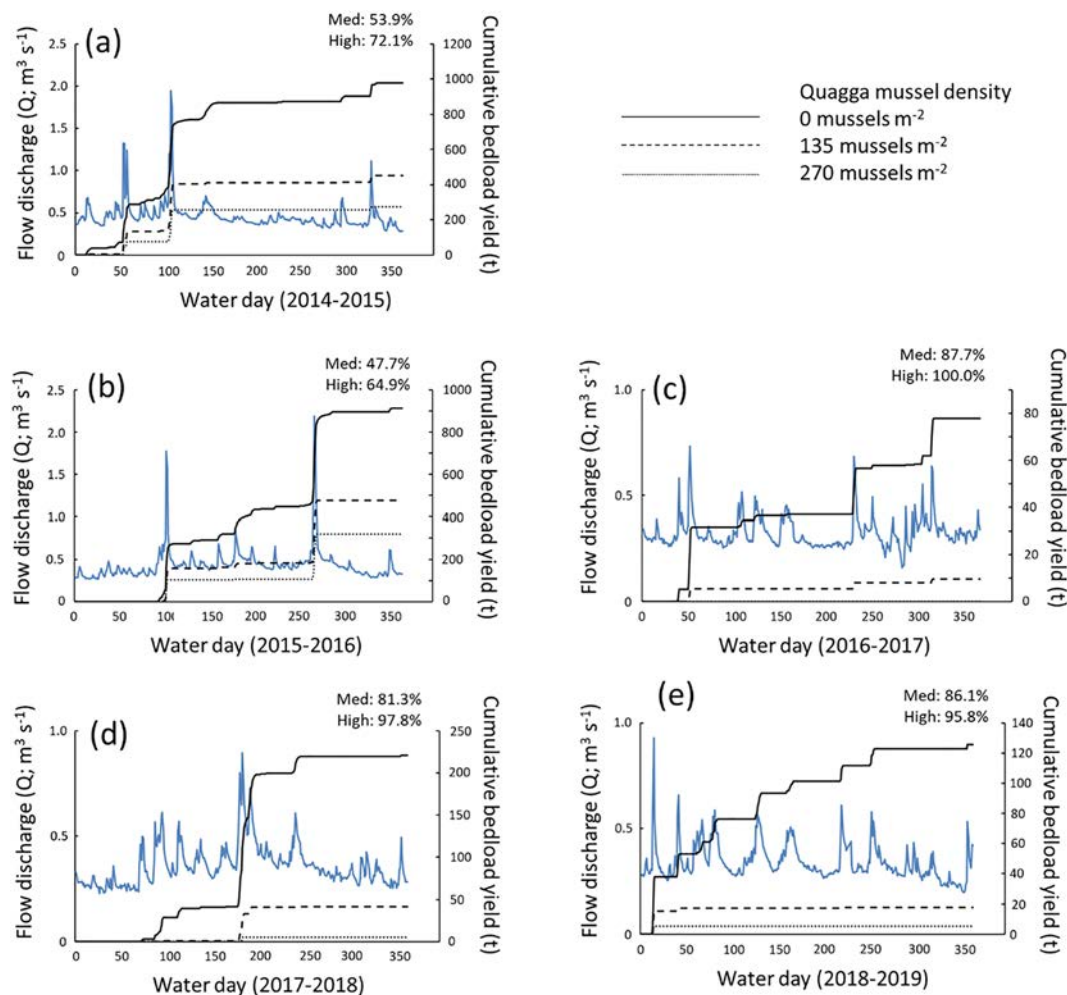 (a)
Med: 53.9%
High: 72.1%
Flow discharge (Q; m³ s⁻¹)
2.5
2.0
1.5
1.0
0.5
0
1200
1000
800
600
400
200
0
Cumulative bedload yield (t)
0 50 100 150 200 250 300 350
Water day (2014-2015)
Quagga mussel density
0 mussels m⁻²
135 mussels m⁻²
270 mussels m⁻²
(b)
Med: 47.7%
High: 64.9%
Flow discharge (Q; m³ s⁻¹)
2.5
2.0
1.5
1.0
0.5
0
1000
900
800
700
600
500
400
300
200
100
0
Cumulative bedload yield (t)
0 50 100 150 200 250 300 350
Water day (2015-2016)
(c)
Med: 87.7%
High: 100.0%
Flow discharge (Q; m³ s⁻¹)
1.0
0.5
0
80
60
40
20
0
Cumulative bedload yield (t)
0 50 100 150 200 250 300 350
Water day (2016-2017)
(d)
Med: 81.3%
High: 97.8%
Flow discharge (Q; m³ s⁻¹)
1.0
0.5
0
250
200
150
100
50
0
Cumulative bedload yield (t)
0 50 100 150 200 250 300 350
Water day (2017-2018)
(e)
Med: 86.1%
High: 95.8%
Flow discharge (Q; m³ s⁻¹)
1.0
0.5
0
140
120
100
80
60
40
20
0
Cumulative bedload yield (t)
0 50 100 150 200 250 300 350
Water day (2018-2019)